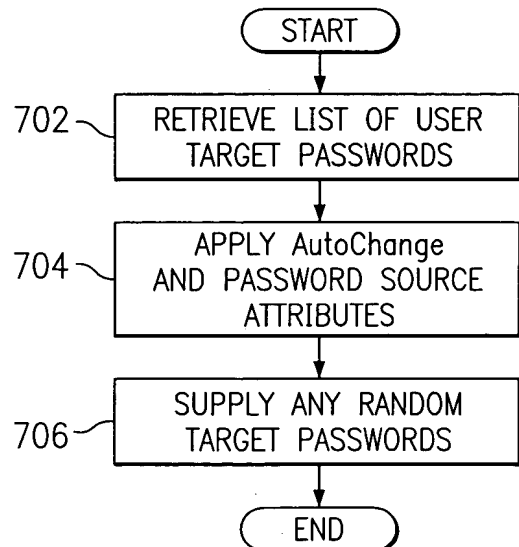 START
702
RETRIEVE LIST OF USER
TARGET PASSWORDS
704
APPLY AutoChange
AND PASSWORD SOURCE
ATTRIBUTES
706
SUPPLY ANY RANDOM
TARGET PASSWORDS
END